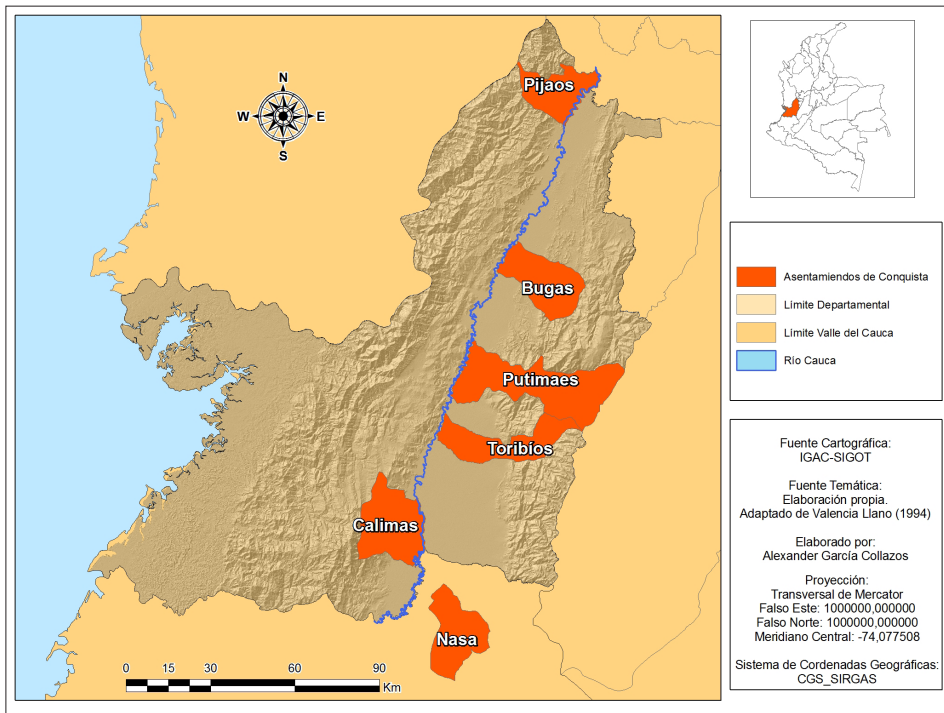 N
W
E
S
Pijaos
Bugas
Putimaes
Toribíos
Calimas
Nasa
0 15 30 60 90
Km
Asentamiendos de Conquista
Límite Departamental
Límite Valle del Cauca
Río Cauca
Fuente Cartográfica:
IGAC-SIGOT
Fuente Temática:
Elaboración propia.
Adaptado de Valencia Llano (1994)
Elaborado por:
Alexander García Collazos
Proyección:
Transversal de Mercator
Falso Este: 1000000,000000
Falso Norte: 1000000,000000
Meridiano Central: -74,077508
Sistema de Cordenadas Geográficas:
CGS_SIRGAS